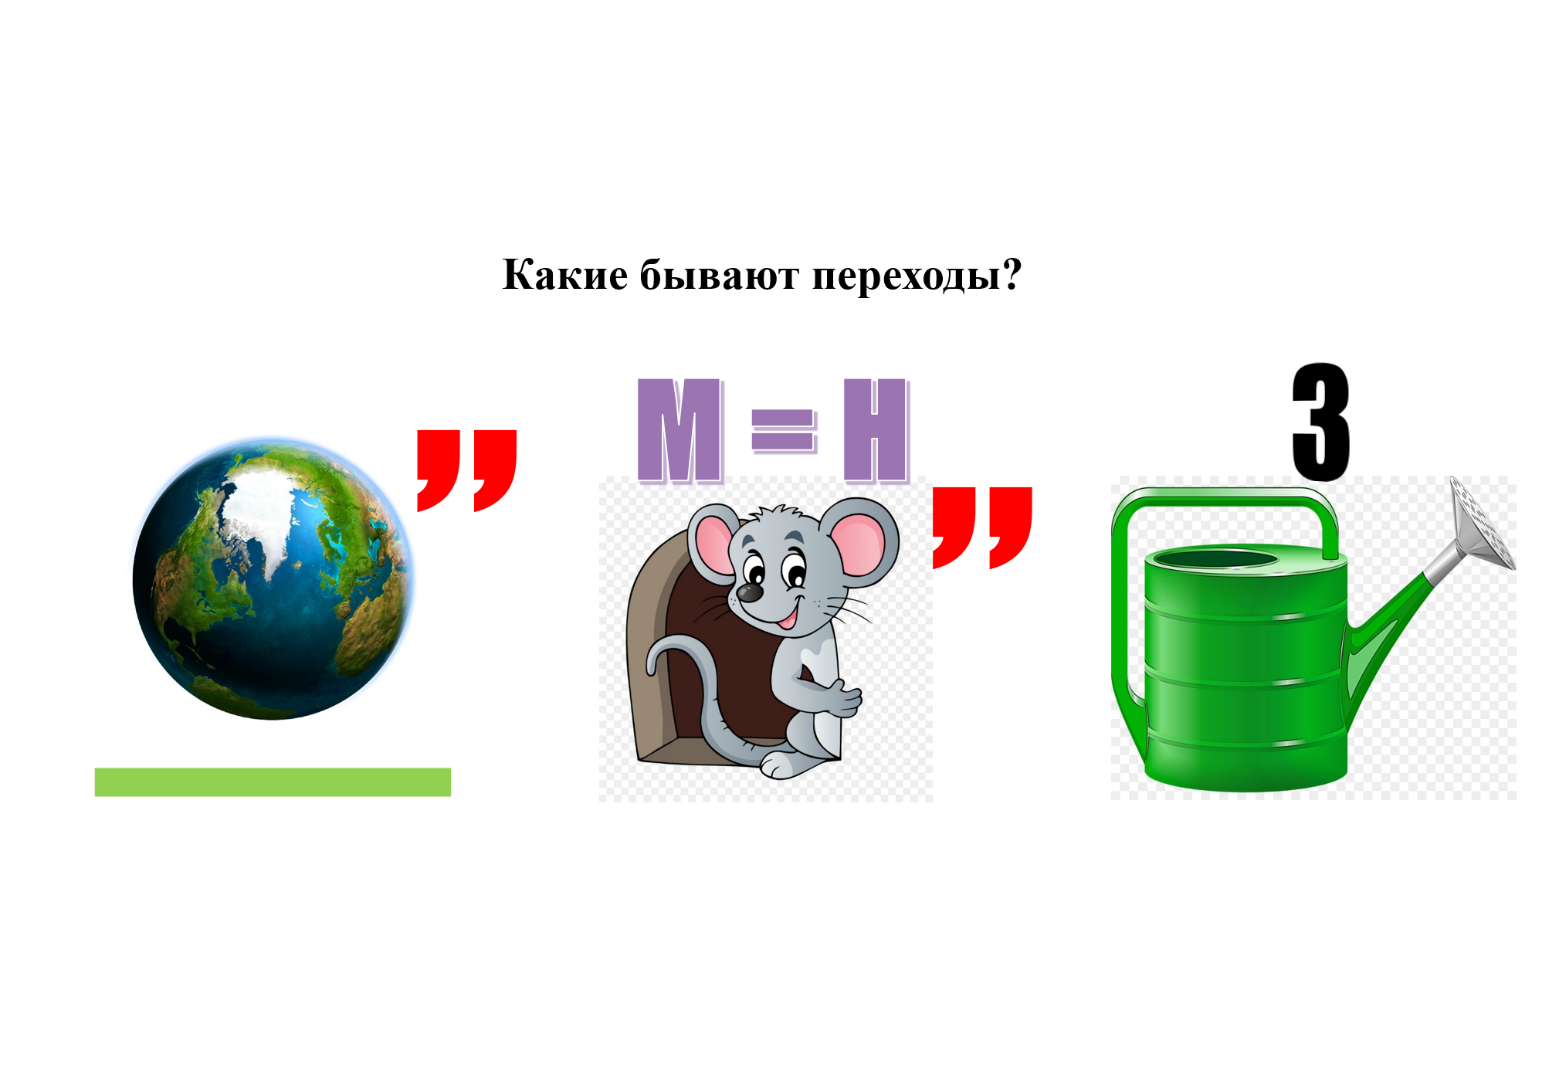 Какие бывают переходы?
,,
М = Н
,,
3